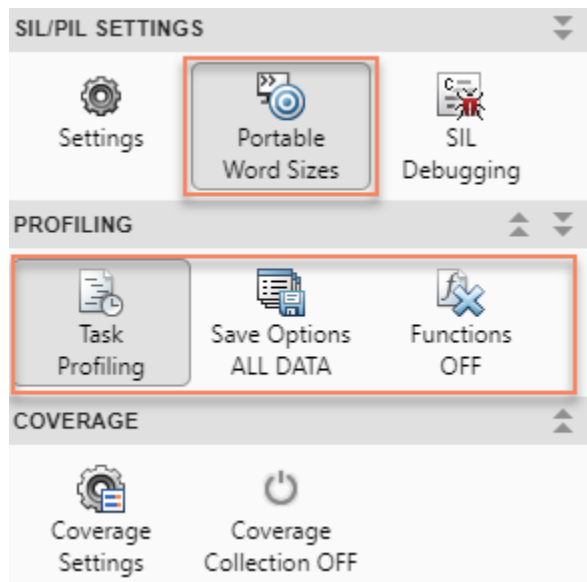 SIL/PIL SETTINGS
Settings
Portable
Word Sizes
SIL
Debugging
PROFILING
Task
Profiling
Save Options
ALL DATA
Functions
OFF
COVERAGE
Coverage
Settings
Coverage
Collection OFF